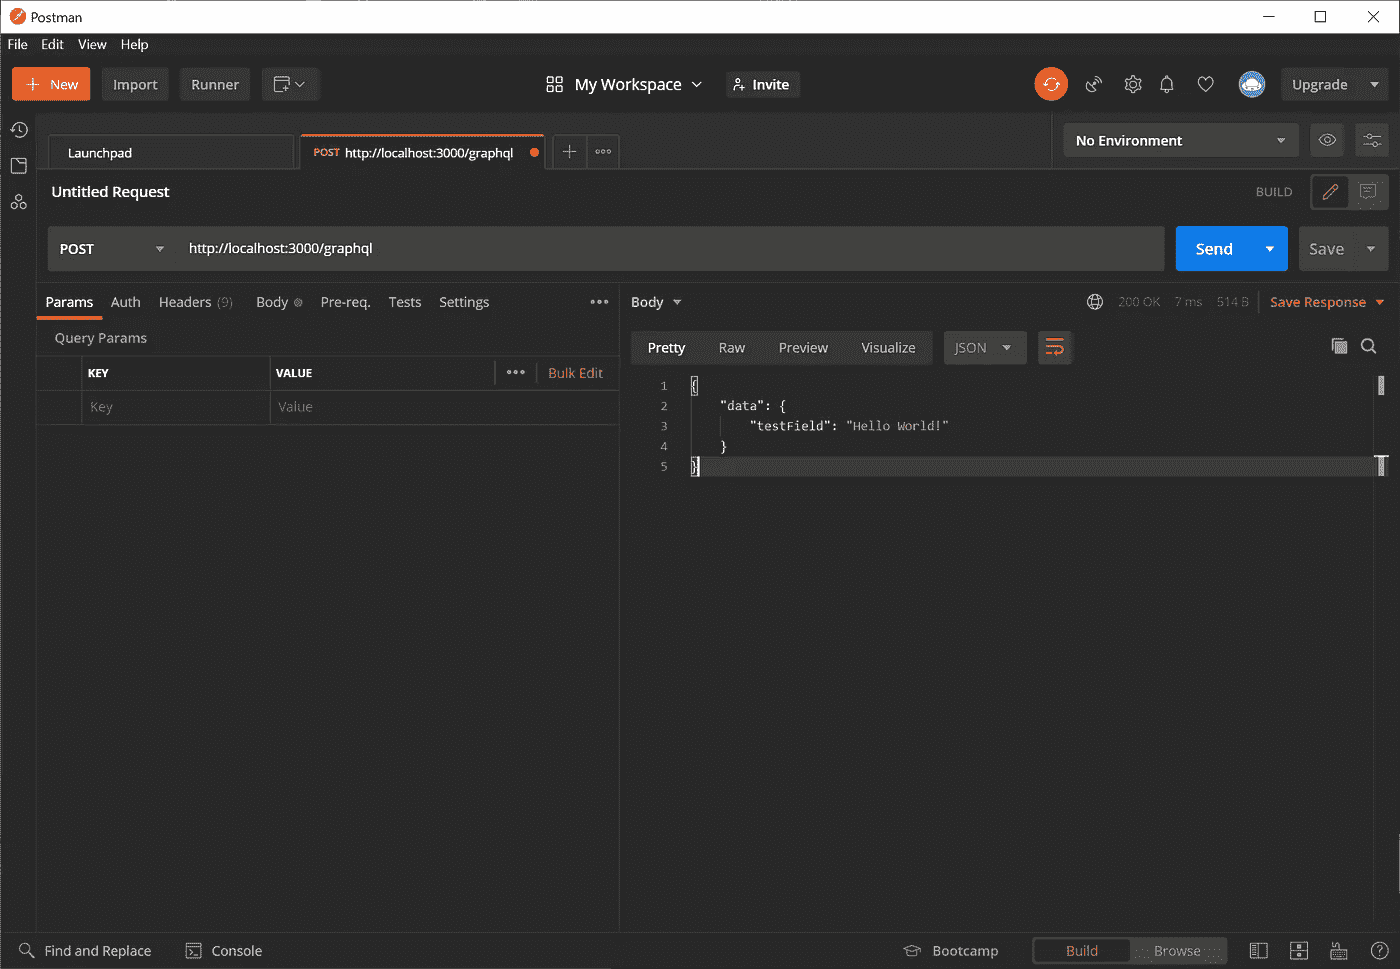 Postman
File Edit View Help
+ New Import Runner My Workspace Invite Upgrade
Launchpad POST http://localhost:3000/graphql No Environment
Untitled Request BUILD
POST http://localhost:3000/graphql Send Save
Params Auth Headers (9) Body Pre-req. Tests Settings
Query Params
KEY VALUE Bulk Edit
Key Value
Body 200 OK 7 ms 514 B Save Response
Pretty Raw Preview Visualize JSON
1 {
2 "data": {
3 "testField": "Hello World!"
4 }
5 }
Find and Replace Console Bootcamp Build Browse